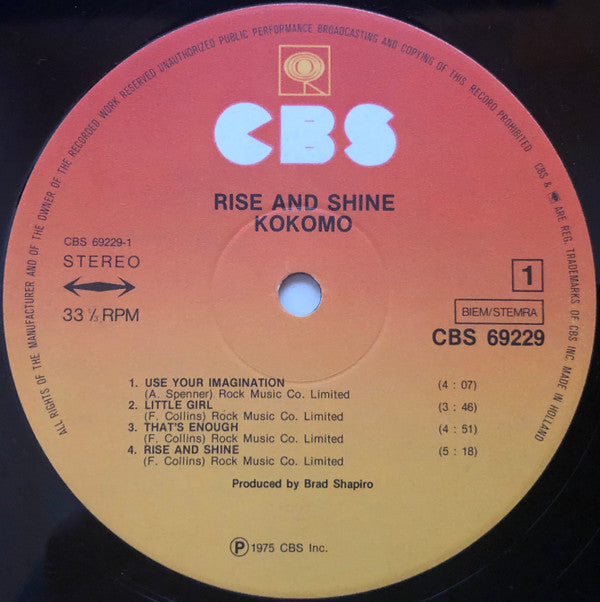 ALL RIGHTS OF THE MANUFACTURER AND OF THE OWNER OF THE RECORDED WORK RESERVED UNAUTHORIZED PUBLIC PERFORMANCE BROADCASTING AND COPYING OF THIS RECORD PROHIBITED
CBS & ARE REG. TRADEMARKS OF CBS INC MADE IN HOLLAND
CBS
RISE AND SHINE
KOKOMO
CBS 69229-1
STEREO
33 ⅓ RPM
1
BIEM/STEMRA
CBS 69229
1. USE YOUR IMAGINATION (4 : 07)
(A. Spenner) Rock Music Co. Limited
2. LITTLE GIRL (3 : 46)
(F. Collins) Rock Music Co. Limited
3. THAT'S ENOUGH (4 : 51)
(F. Collins) Rock Music Co. Limited
4. RISE AND SHINE (5 : 18)
(F. Collins) Rock Music Co. Limited
Produced by Brad Shapiro
Ⓟ 1975 CBS Inc.